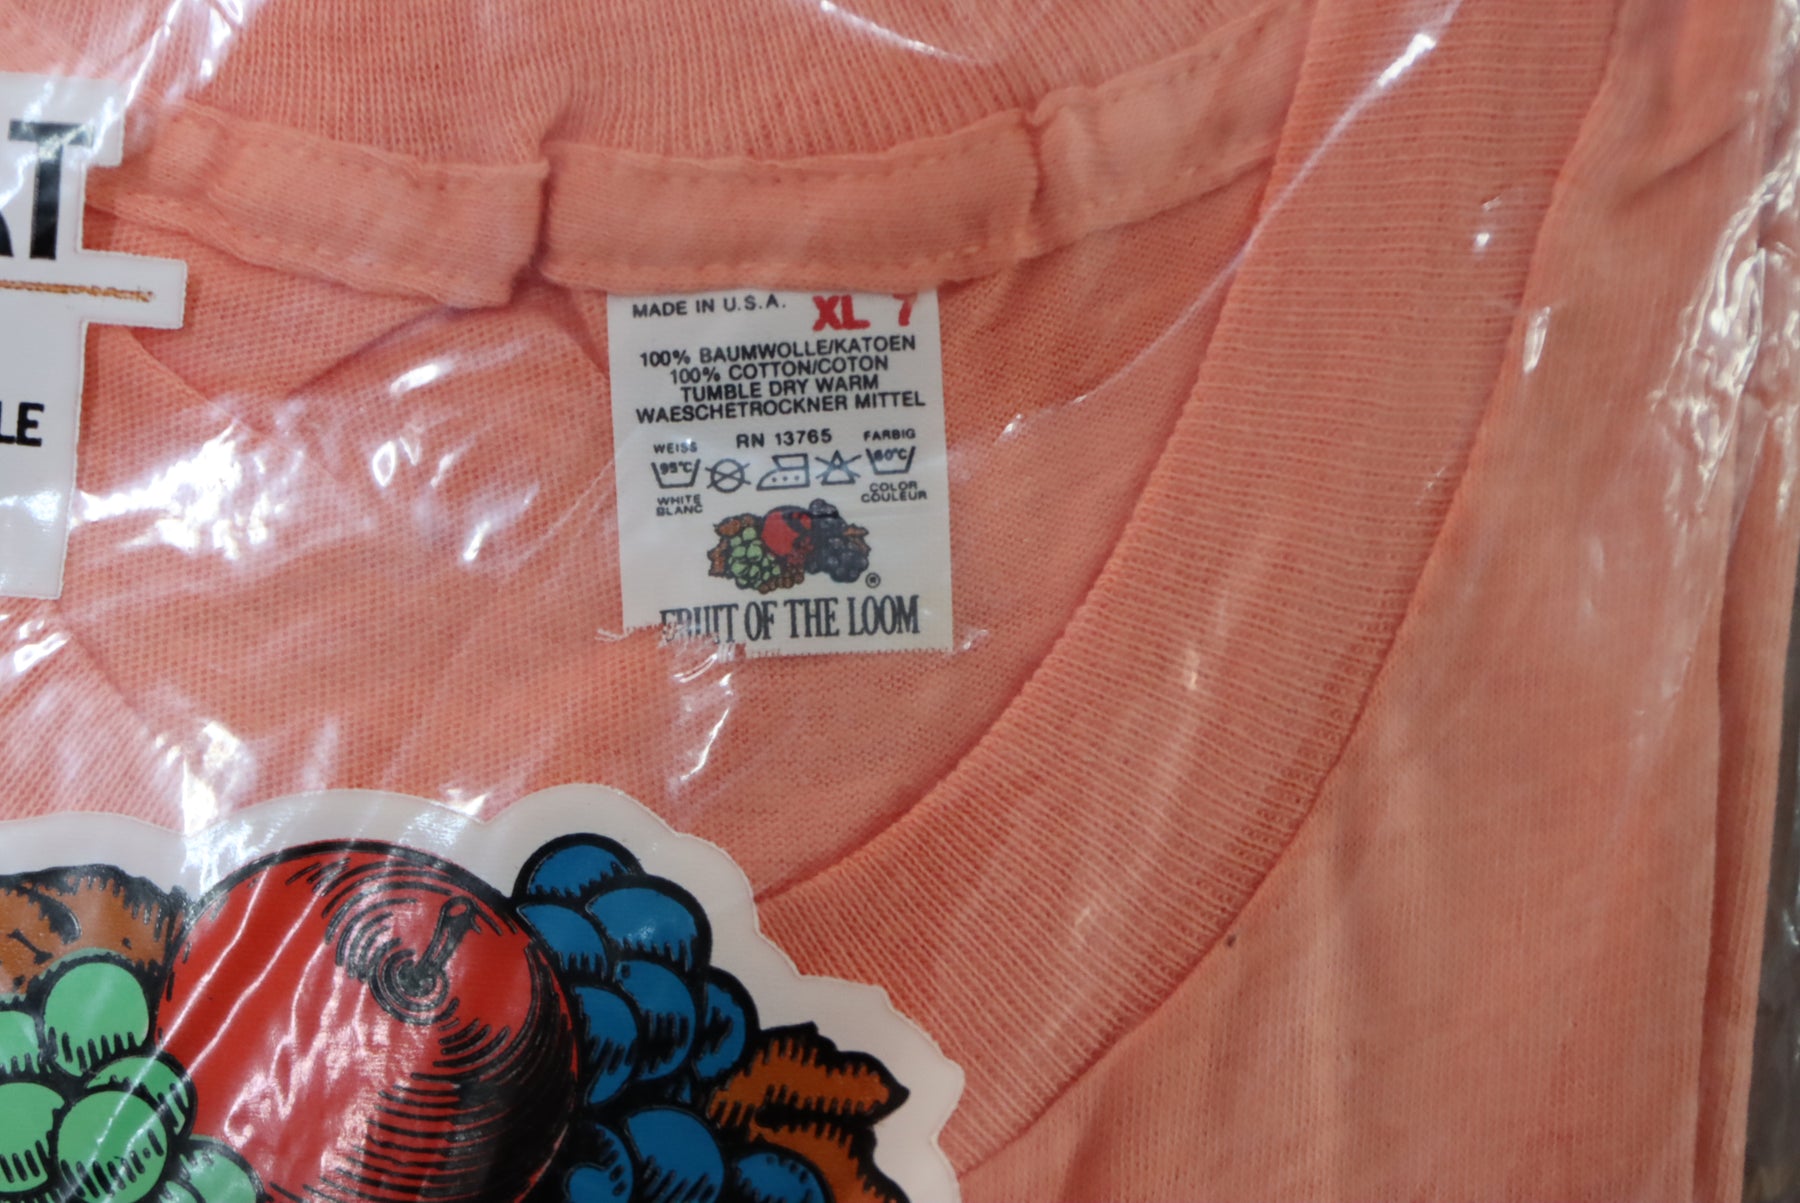 MADE IN U.S.A. XL 7
100% BAUMWOLLE/KATOEN
100% COTTON/COTON
TUMBLE DRY WARM
WAESCHETROCKNER MITTEL
WEISS RN 13765 FARBIG
95°C 60°C
WHITE COLOR
BLANC COULEUR
®
FRUIT OF THE LOOM
LE